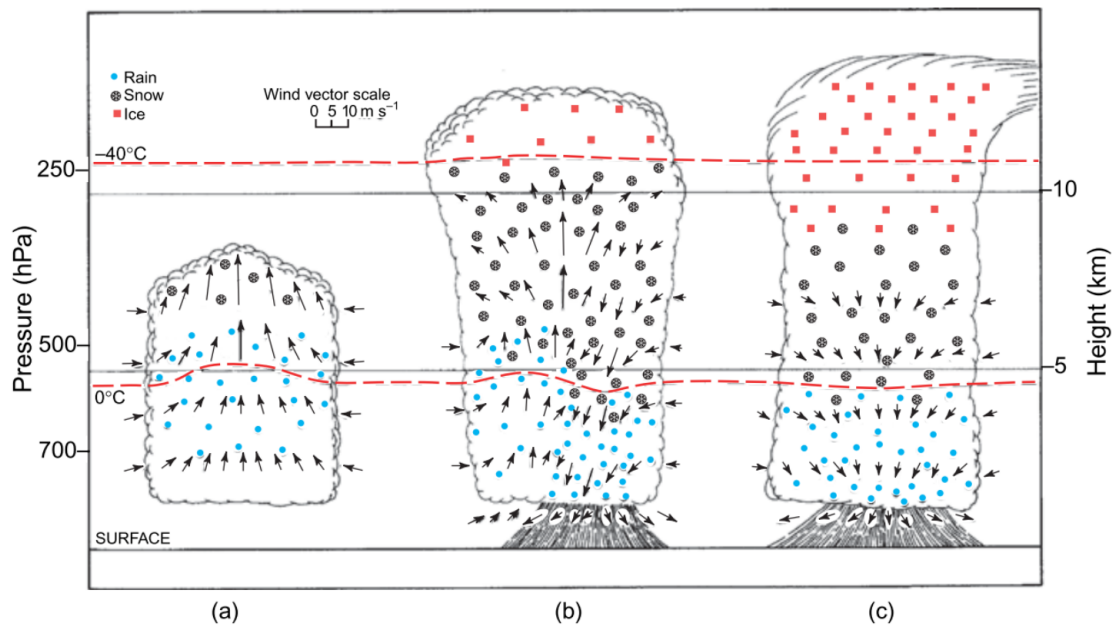 Rain
Snow
Ice
Wind vector scale
0 5 10 m s⁻¹
–40°C
250
10
Pressure (hPa)
Height (km)
500
5
0°C
700
SURFACE
(a)
(b)
(c)